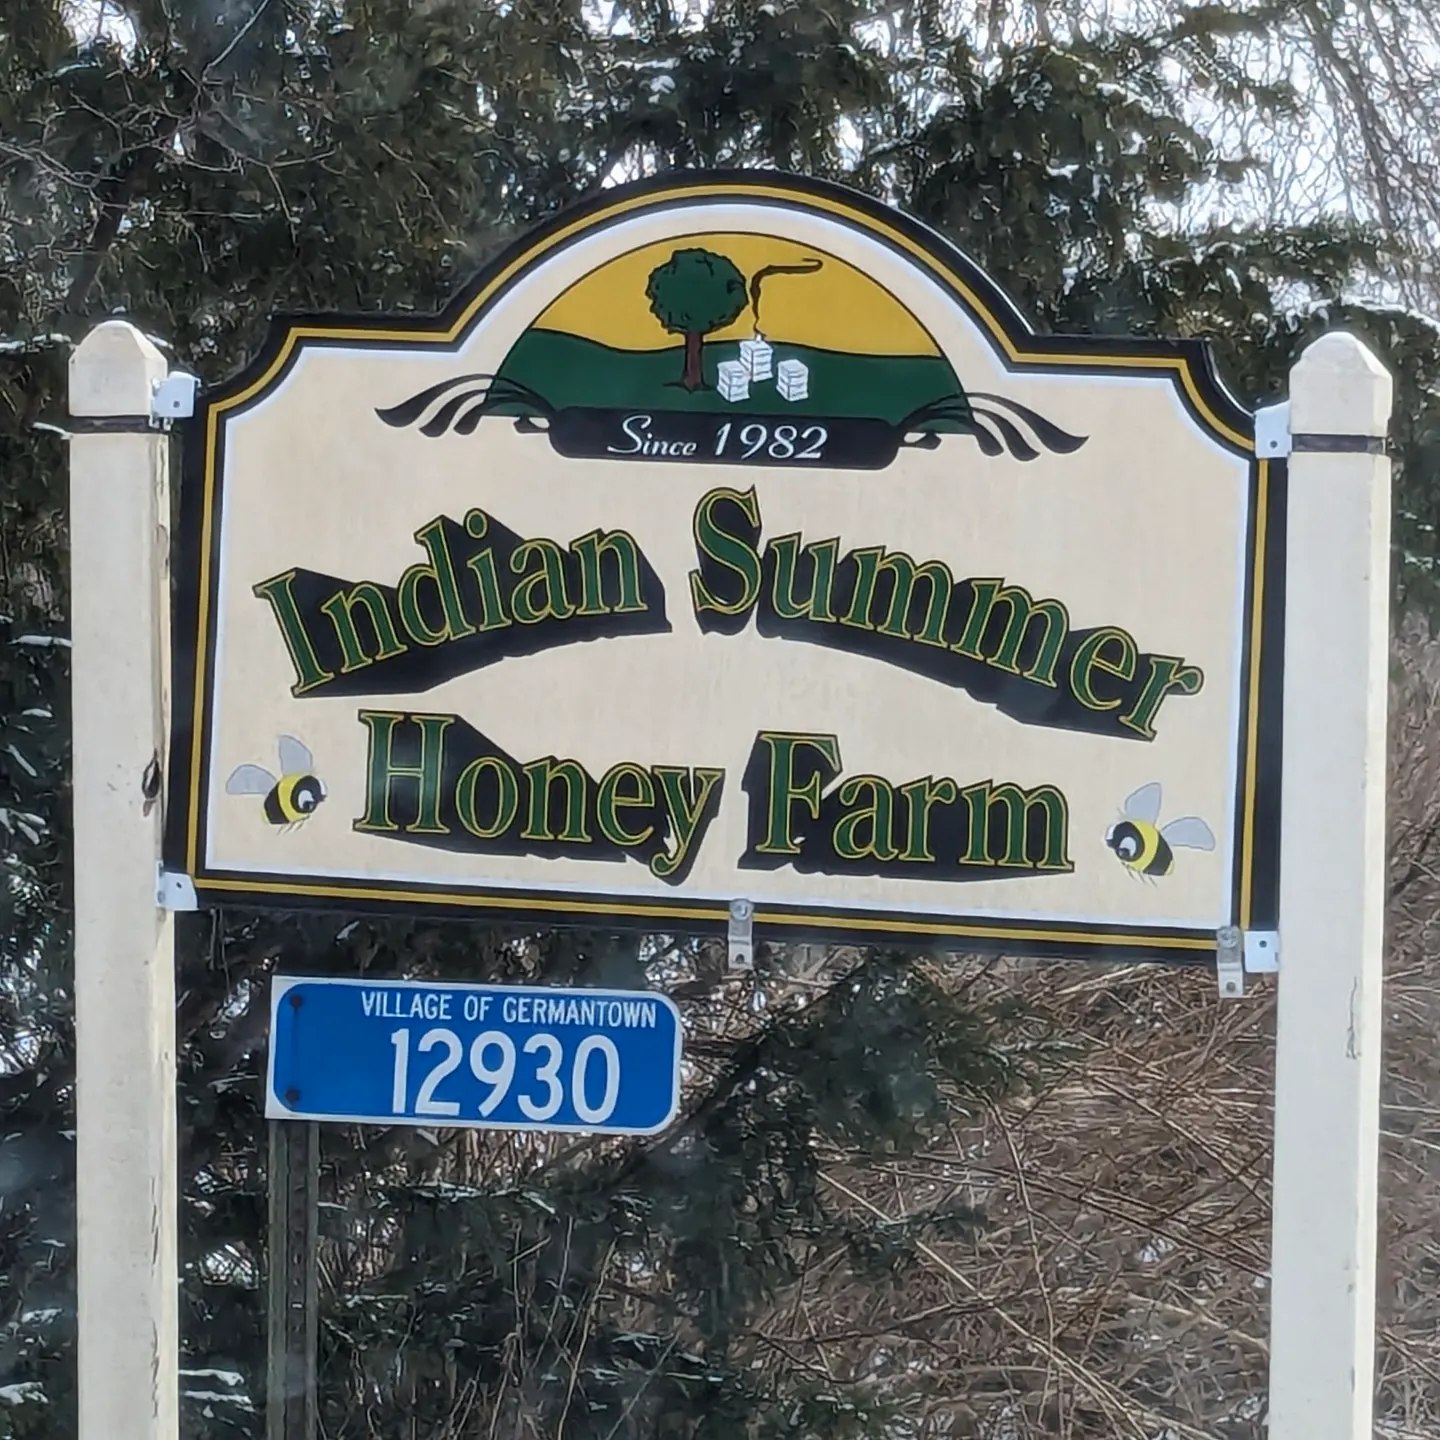 Since 1982
Indian Summer
Honey Farm
VILLAGE OF GERMANTOWN
12930